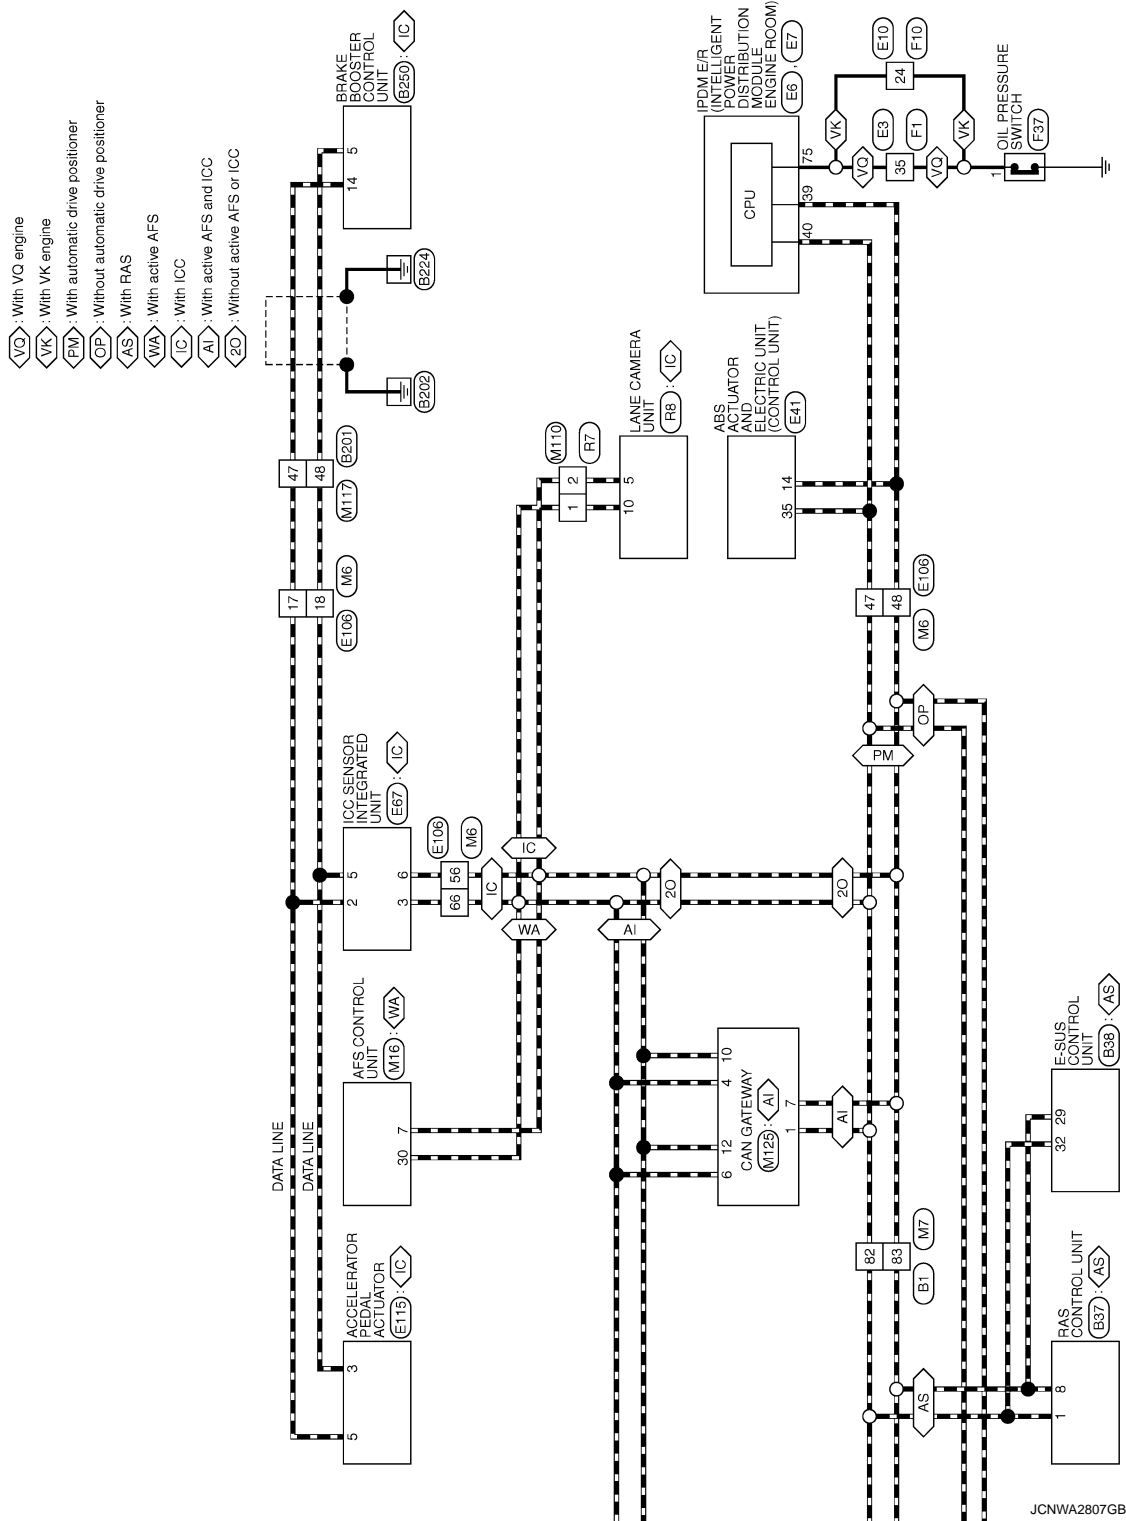 VQ : With VQ engine
VK : With VK engine
PM : With automatic drive positioner
OP : Without automatic drive positioner
AS : With RAS
WA : With active AFS
IC : With ICC
AI : With active AFS and ICC
2O : Without active AFS or ICC
DATA LINE
DATA LINE
ACCELERATOR
PEDAL
ACTUATOR
E115 : IC
5
3
AFS CONTROL
UNIT
M16 : WA
30
7
ICC SENSOR
INTEGRATED
UNIT
E67 : IC
2
5
3
6
66
56
E106
M6
IC
17
18
E106
M6
47
48
M117
B201
B202
B224
BRAKE
BOOSTER
CONTROL
UNIT
B250 : IC
14
5
WA
IC
1
2
M110
R7
LANE CAMERA
UNIT
R8 : IC
10
5
AI
2O
2O
CAN GATEWAY
M125 : AI
6
12
4
10
1
7
AI
ABS
ACTUATOR
AND
ELECTRIC UNIT
(CONTROL UNIT)
E41
35
14
IPDM E/R
(INTELLIGENT
POWER
DISTRIBUTION
MODULE
ENGINE ROOM)
E6 , E7
CPU
40
39
75
VK
VQ
35
E3
F1
VQ
24
E10
F10
VK
OIL PRESSURE
SWITCH
F37
1
47
48
M6
E106
PM
OP
82
83
B1
M7
AS
RAS
CONTROL UNIT
B37 : AS
1
8
E-SUS
CONTROL
UNIT
B38 : AS
32
29
JCNWA2807GB